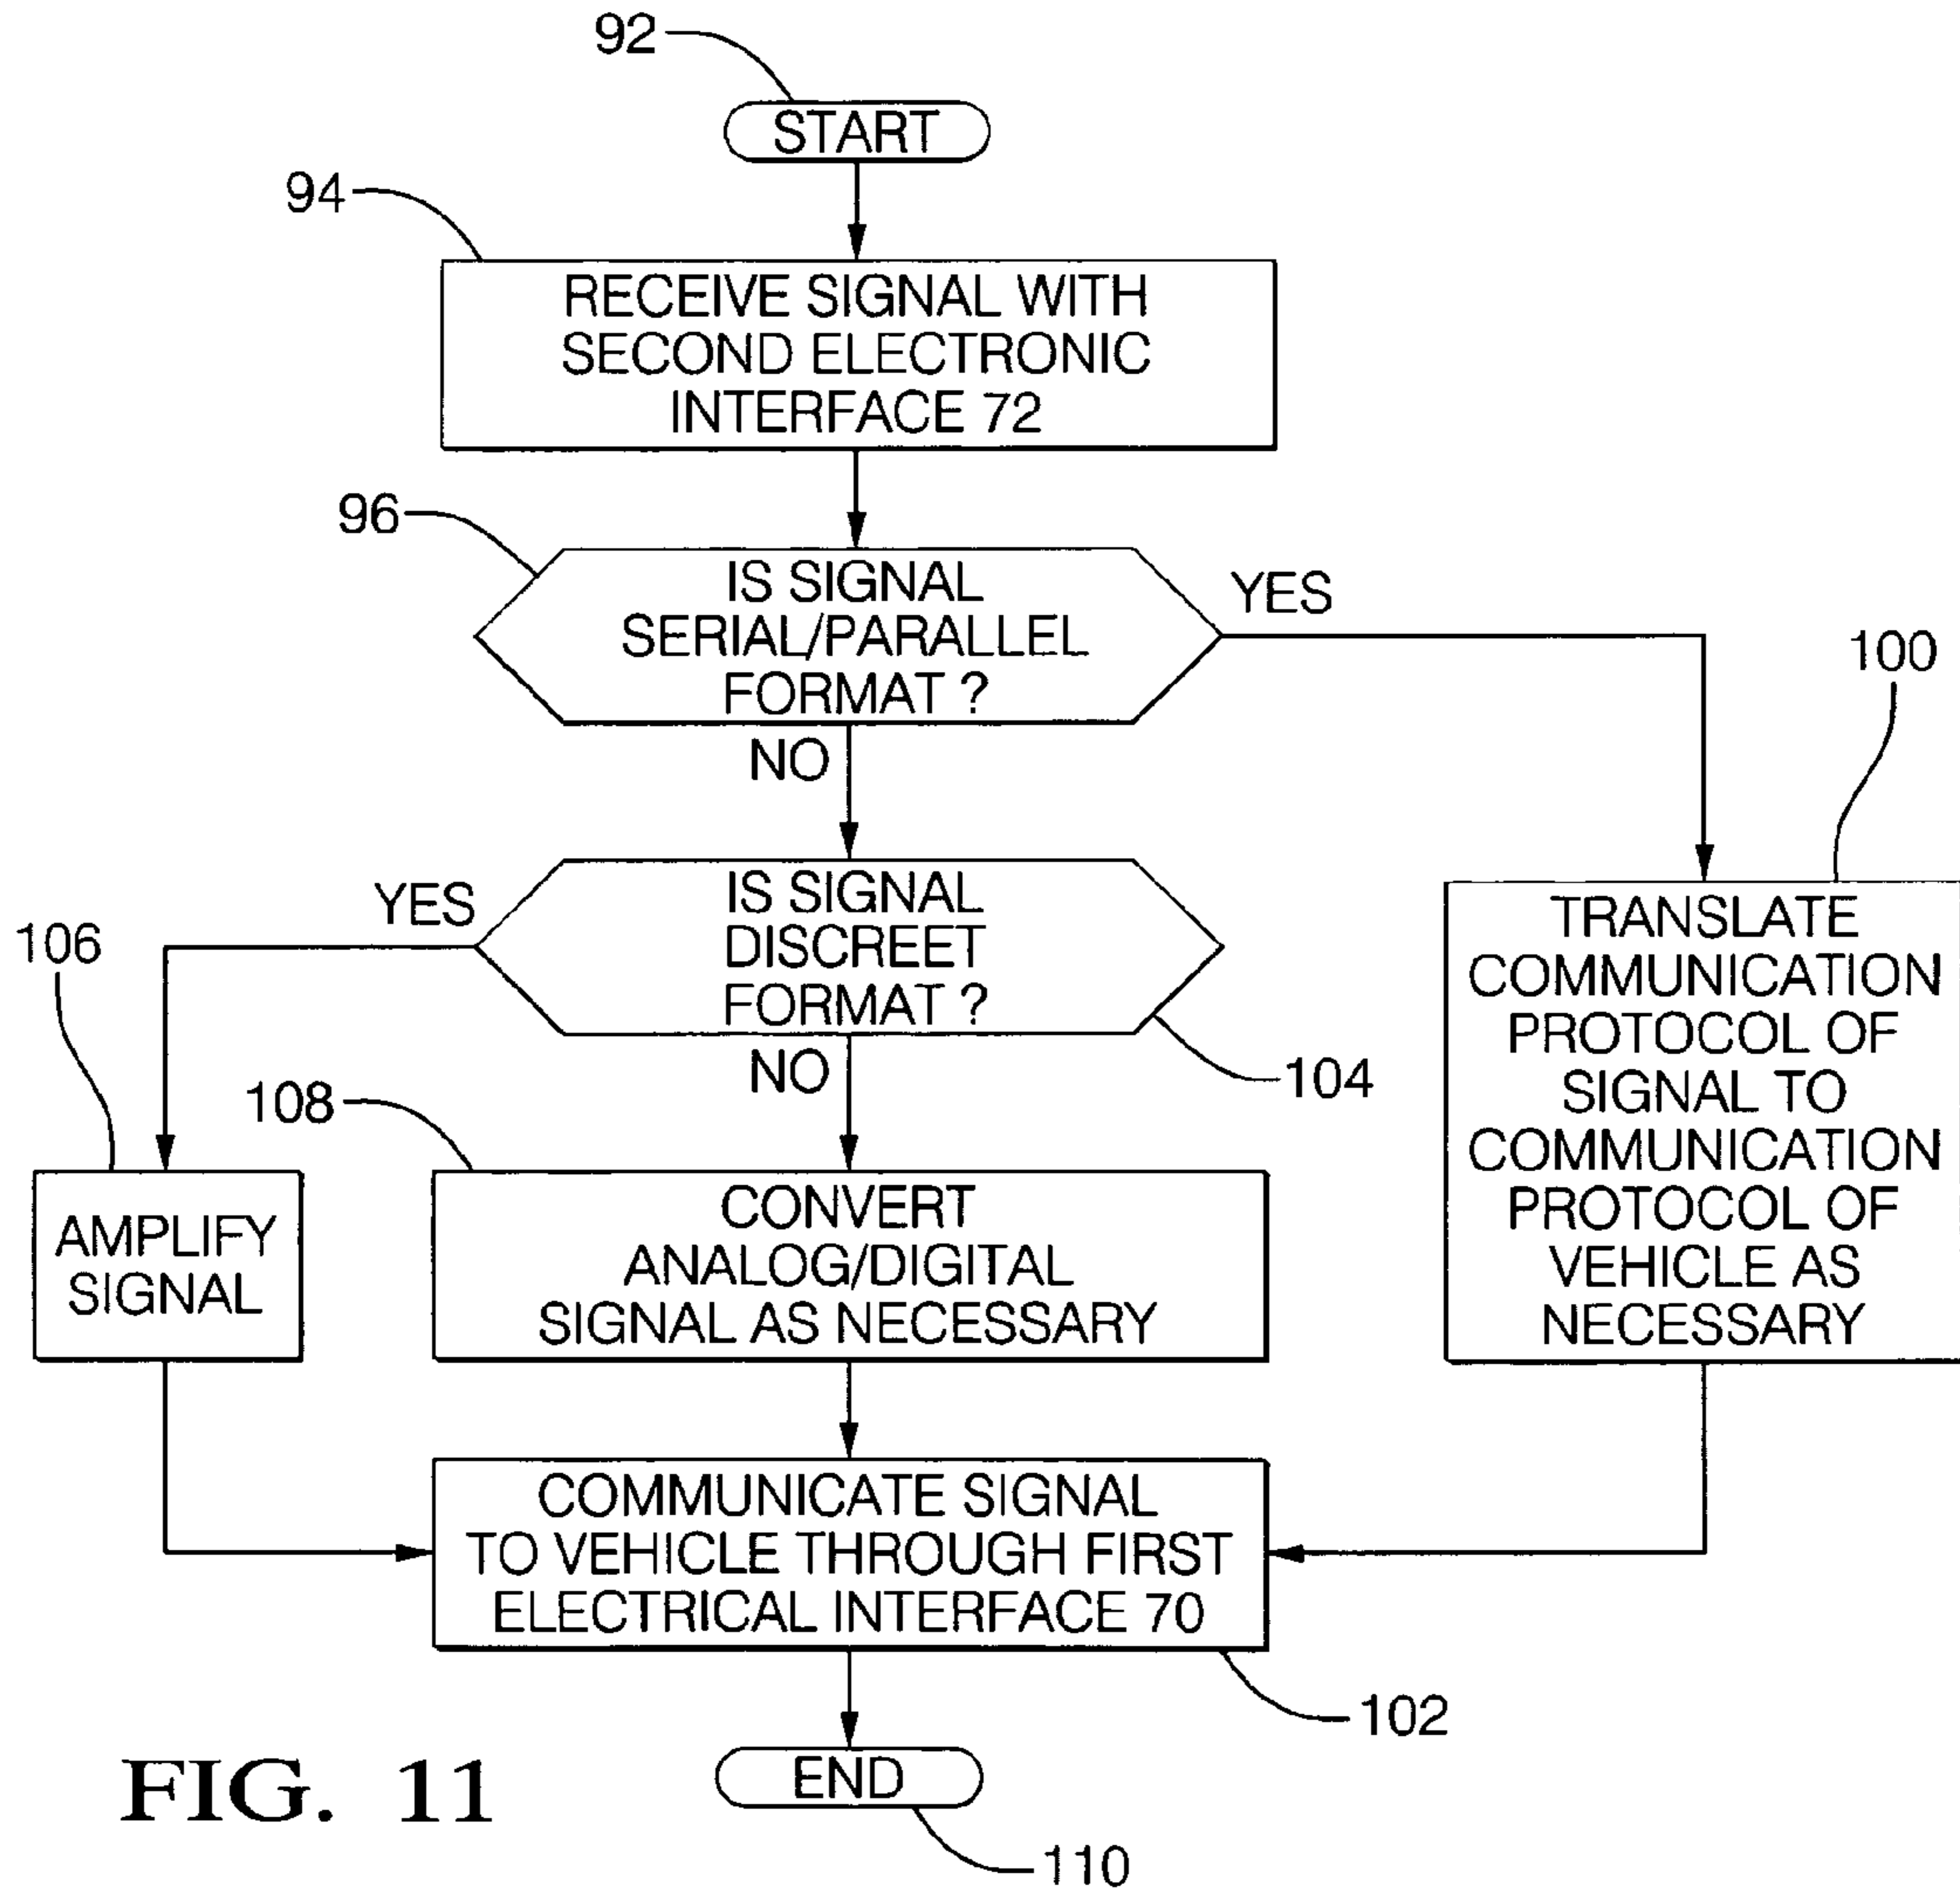 92
START
94
RECEIVE SIGNAL WITH
SECOND ELECTRONIC
INTERFACE 72
96
IS SIGNAL
SERIAL/PARALLEL
FORMAT ?
YES
NO
100
TRANSLATE
COMMUNICATION
PROTOCOL OF
SIGNAL TO
COMMUNICATION
PROTOCOL OF
VEHICLE AS
NECESSARY
IS SIGNAL
DISCREET
FORMAT ?
YES
NO
104
106
AMPLIFY
SIGNAL
108
CONVERT
ANALOG/DIGITAL
SIGNAL AS NECESSARY
COMMUNICATE SIGNAL
TO VEHICLE THROUGH FIRST
ELECTRICAL INTERFACE 70
102
END
110
FIG. 11